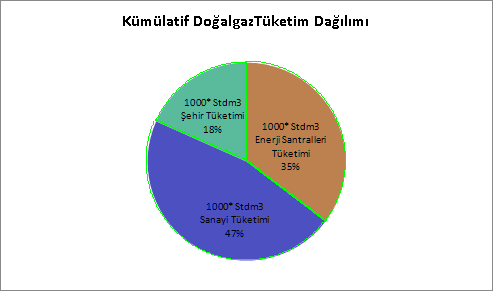 Kümülatif DoğalgazTüketim Dağılımı
1000* Stdm3
Şehir Tüketimi
18%
1000* Stdm3
Enerji Santralleri
Tüketimi
35%
1000* Stdm3
Sanayi Tüketimi
47%